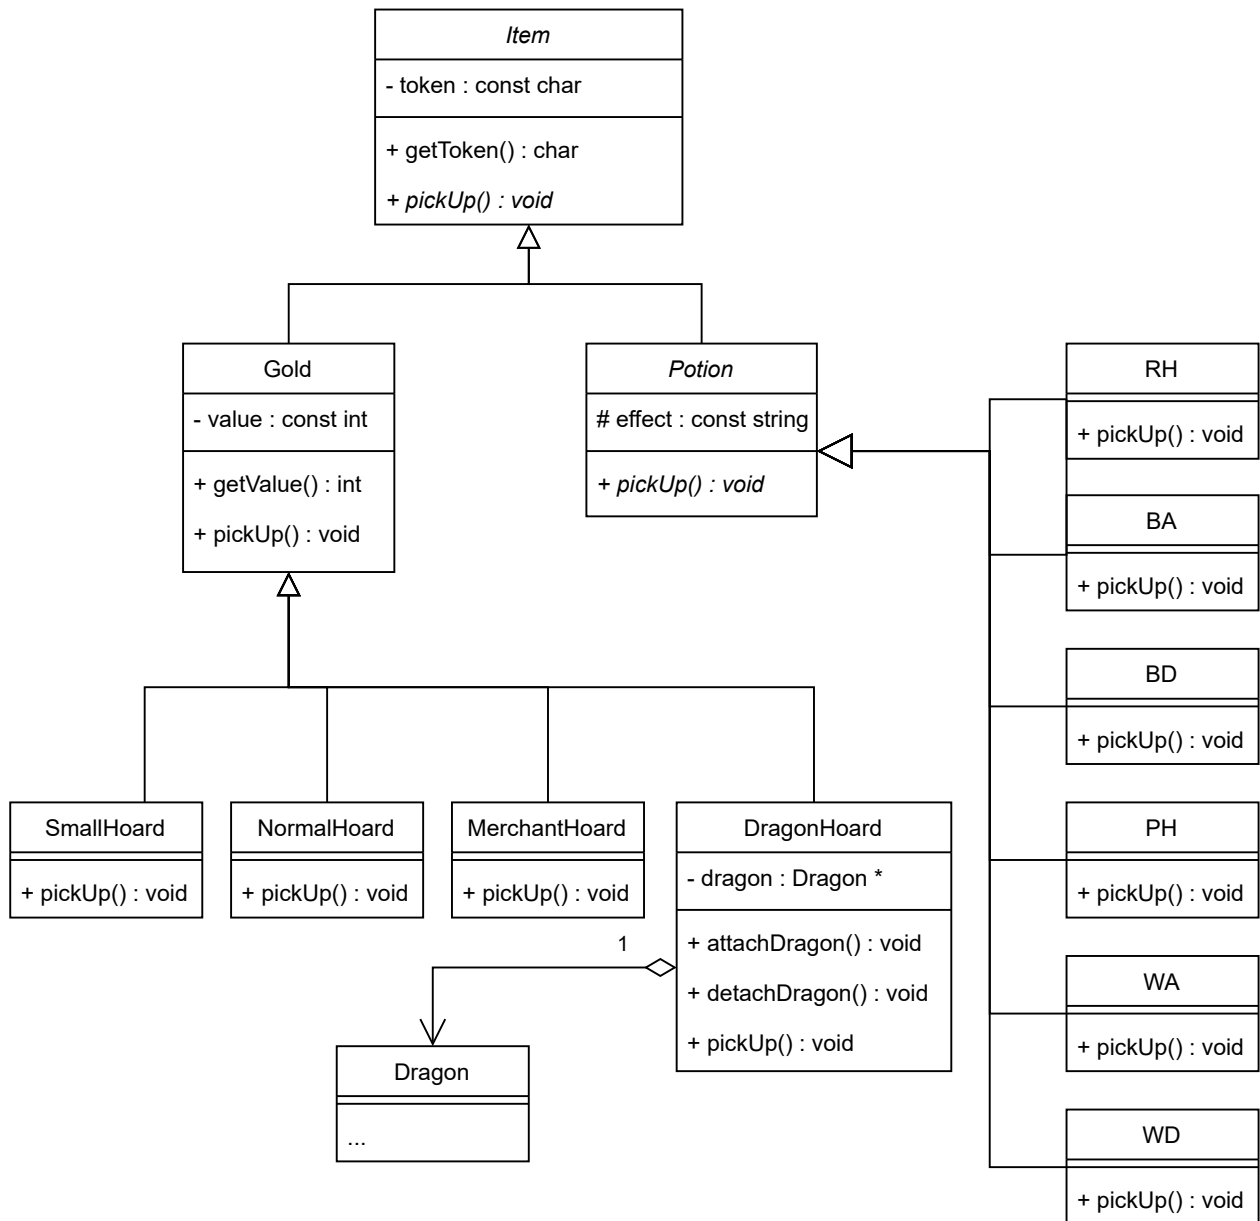 Item
- token : const char
+ getToken() : char
+ pickUp() : void
Gold
- value : const int
+ getValue() : int
+ pickUp() : void
Potion
# effect : const string
+ pickUp() : void
RH
+ pickUp() : void
BA
+ pickUp() : void
BD
+ pickUp() : void
PH
+ pickUp() : void
WA
+ pickUp() : void
WD
+ pickUp() : void
SmallHoard
+ pickUp() : void
NormalHoard
+ pickUp() : void
MerchantHoard
+ pickUp() : void
DragonHoard
- dragon : Dragon *
+ attachDragon() : void
+ detachDragon() : void
+ pickUp() : void
1
Dragon
...